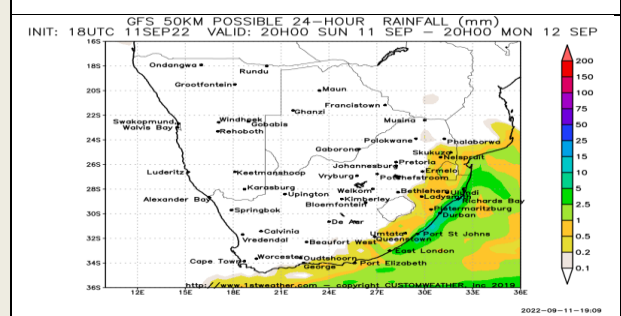 GFS 50KM POSSIBLE 24-HOUR RAINFALL (mm)
INIT: 18UTC 11SEP22 VALID: 20H00 SUN 11 SEP - 20H00 MON 12 SEP
16S
18S
20S
22S
24S
26S
28S
30S
32S
34S
36S
Ondangwa
Rundu
Grootfontein
Maun
Francistown
Ghanzi
Swakopmund
Walvis Bay
Windhoek
Gobabis
Rehoboth
Musina
Polokwane
Phalaborwa
Gaborone
Skukuza
Nelspruit
Johannesburg
Pretoria
Luderitz
Keetmanshoop
Vryburg
Potchefstroom
Ermelo
Karasburg
Upington
Welkom
Bethlehem
Ulundi
Alexander Bay
Kimberley
Ladysmith
Richards Bay
Springbok
Bloemfontein
Pietermaritzburg
Durban
De Aar
Calvinia
Vredendal
Umtata
Port St Johns
Beaufort West
Queenstown
East London
Cape Town
Worcester
Oudtshoorn
George
Port Elizabeth
http://www.1stweather.com - copyright CUSTOMWEATHER, inc 2019
12E 15E 18E 21E 24E 27E 30E 33E 36E
200
150
100
75
50
25
15
10
5
2.5
1
0.5
0.2
0.1
2022-09-11-19:09